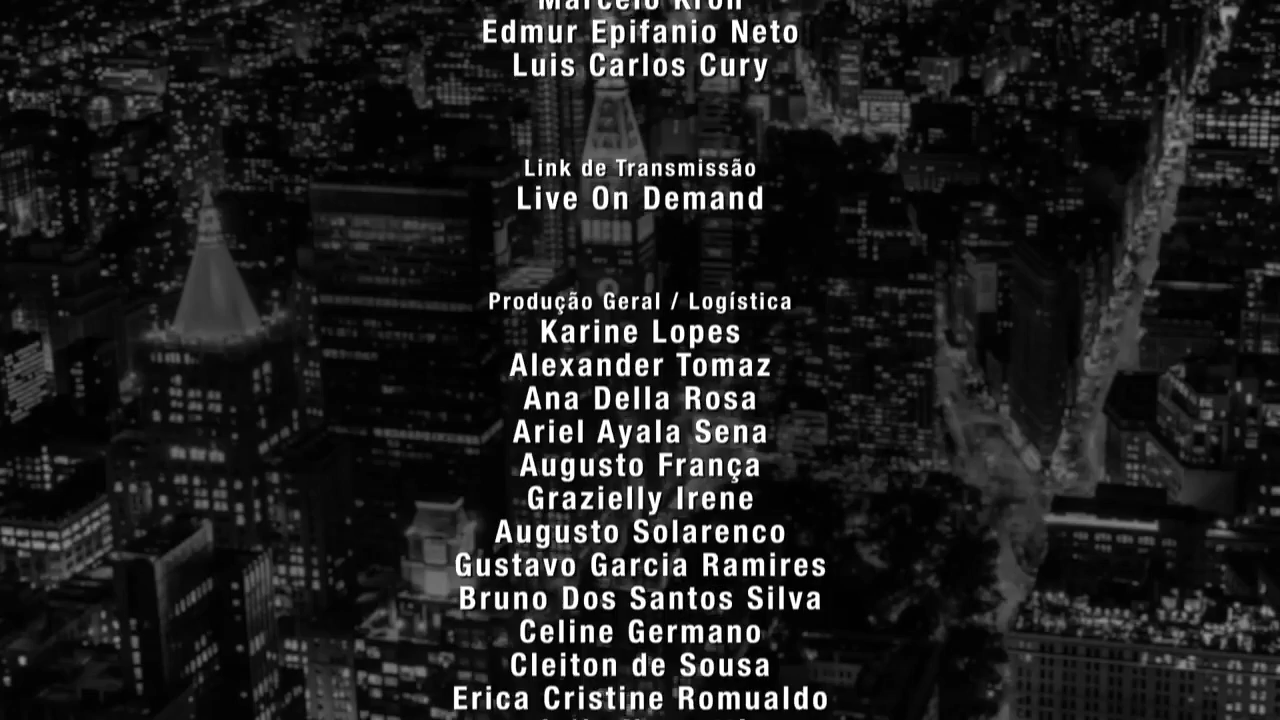 Edmur Epifanio Neto
Luis Carlos Cury
Link de Transmissão
Live On Demand
Produção Geral / Logística
Karine Lopes
Alexander Tomaz
Ana Della Rosa
Ariel Ayala Sena
Augusto França
Grazielly Irene
Augusto Solarenco
Gustavo Garcia Ramires
Bruno Dos Santos Silva
Celine Germano
Cleiton de Sousa
Erica Cristine Romualdo